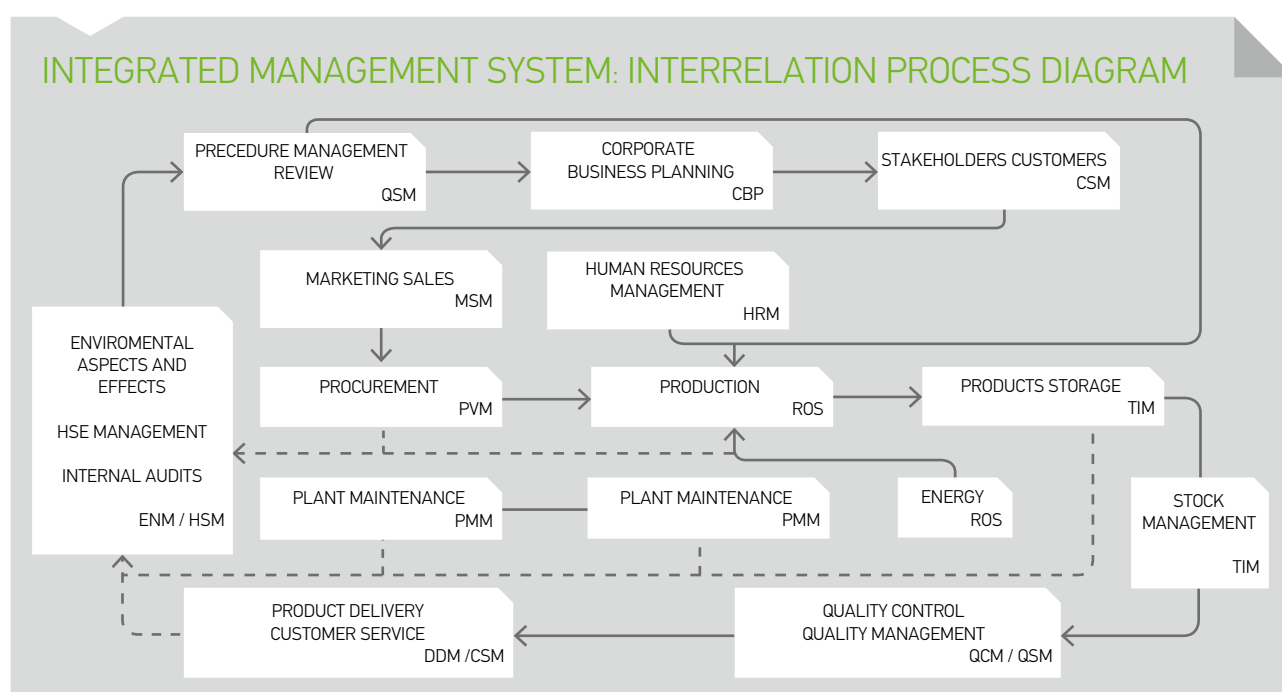 INTEGRATED MANAGEMENT SYSTEM: INTERRELATION PROCESS DIAGRAM
PRECEDURE MANAGEMENT
REVIEW
QSM
CORPORATE
BUSINESS PLANNING
CBP
STAKEHOLDERS CUSTOMERS
CSM
MARKETING SALES
MSM
HUMAN RESOURCES
MANAGEMENT
HRM
ENVIROMENTAL
ASPECTS AND
EFFECTS
HSE MANAGEMENT
INTERNAL AUDITS
ENM / HSM
PROCUREMENT
PVM
PRODUCTION
ROS
PRODUCTS STORAGE
TIM
PLANT MAINTENANCE
PMM
PLANT MAINTENANCE
PMM
ENERGY
ROS
STOCK
MANAGEMENT
TIM
PRODUCT DELIVERY
CUSTOMER SERVICE
DDM /CSM
QUALITY CONTROL
QUALITY MANAGEMENT
QCM / QSM